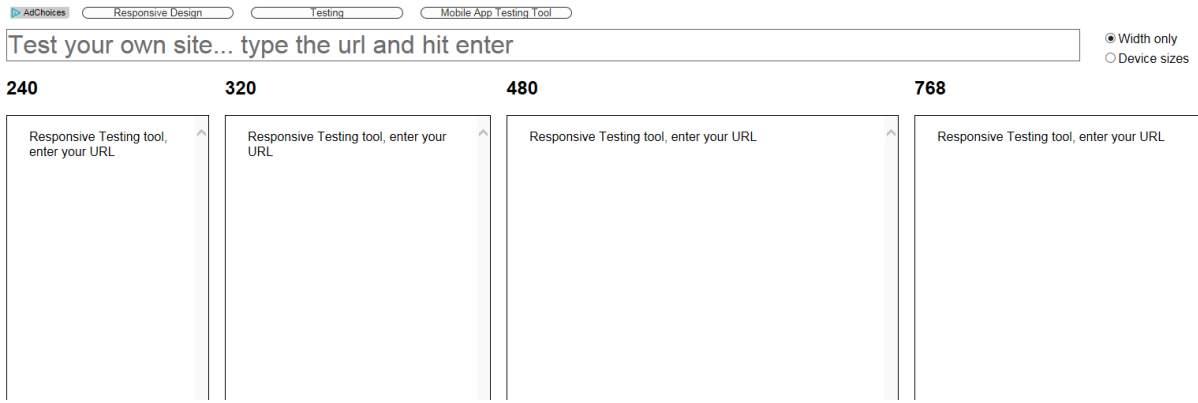 AdChoices
Responsive Design
Testing
Mobile App Testing Tool
Test your own site... type the url and hit enter
Width only
Device sizes
240
320
480
768
Responsive Testing tool,
enter your URL
Responsive Testing tool, enter your
URL
Responsive Testing tool, enter your URL
Responsive Testing tool, enter your URL